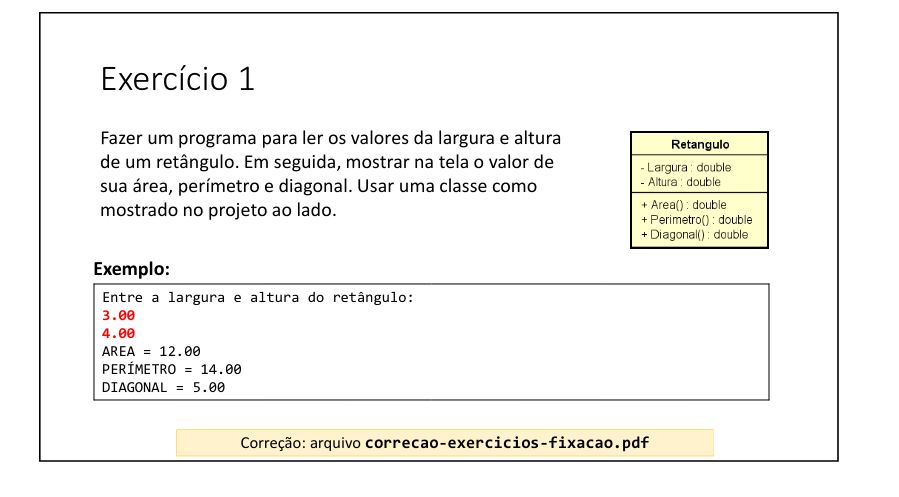 Exercício 1
Fazer um programa para ler os valores da largura e altura
de um retângulo. Em seguida, mostrar na tela o valor de
sua área, perímetro e diagonal. Usar uma classe como
mostrado no projeto ao lado.
Retangulo
- Largura : double
- Altura : double
+ Area() : double
+ Perimetro() : double
+ Diagonal() : double
Exemplo:
Entre a largura e altura do retângulo:
3.00
4.00
AREA = 12.00
PERÍMETRO = 14.00
DIAGONAL = 5.00
Correção: arquivo correcao-exercicios-fixacao.pdf